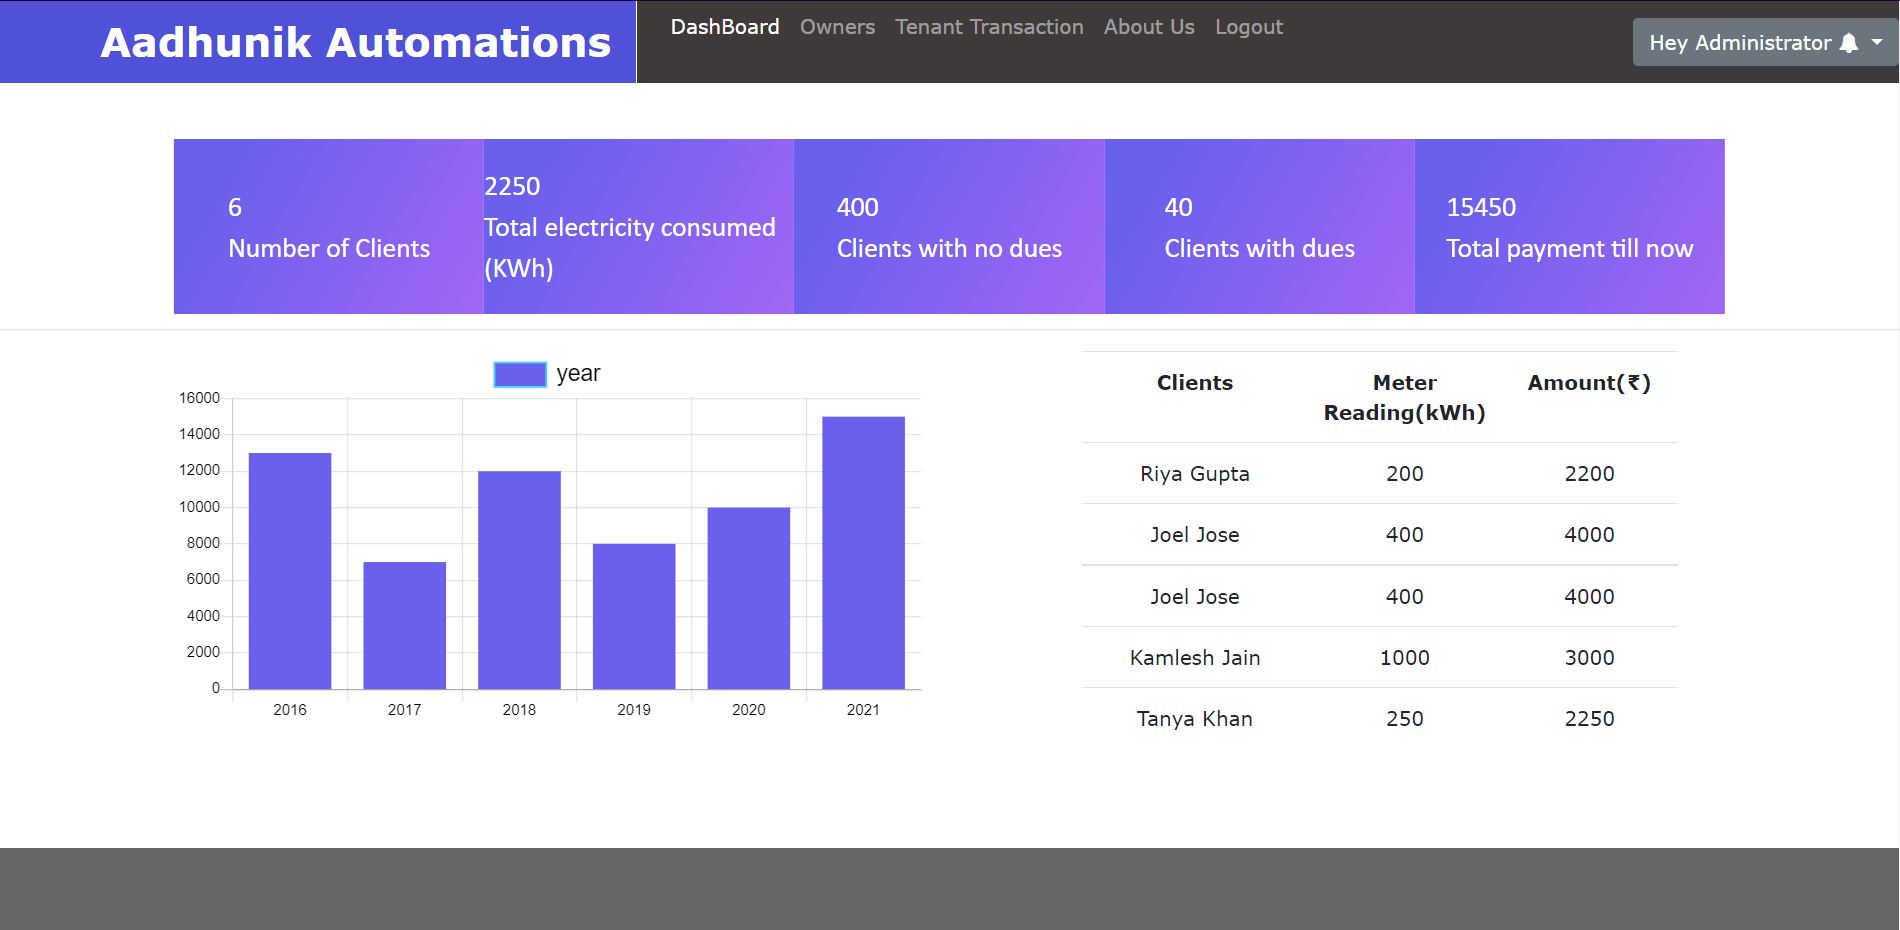 Aadhunik Automations
DashBoard Owners Tenant Transaction About Us Logout
Hey Administrator
6
Number of Clients
2250
Total electricity consumed
(KWh)
400
Clients with no dues
40
Clients with dues
15450
Total payment till now
year
16000
14000
12000
10000
8000
6000
4000
2000
0
2016 2017 2018 2019 2020 2021
Clients Meter Amount(₹)
Reading(kWh)
Riya Gupta 200 2200
Joel Jose 400 4000
Joel Jose 400 4000
Kamlesh Jain 1000 3000
Tanya Khan 250 2250